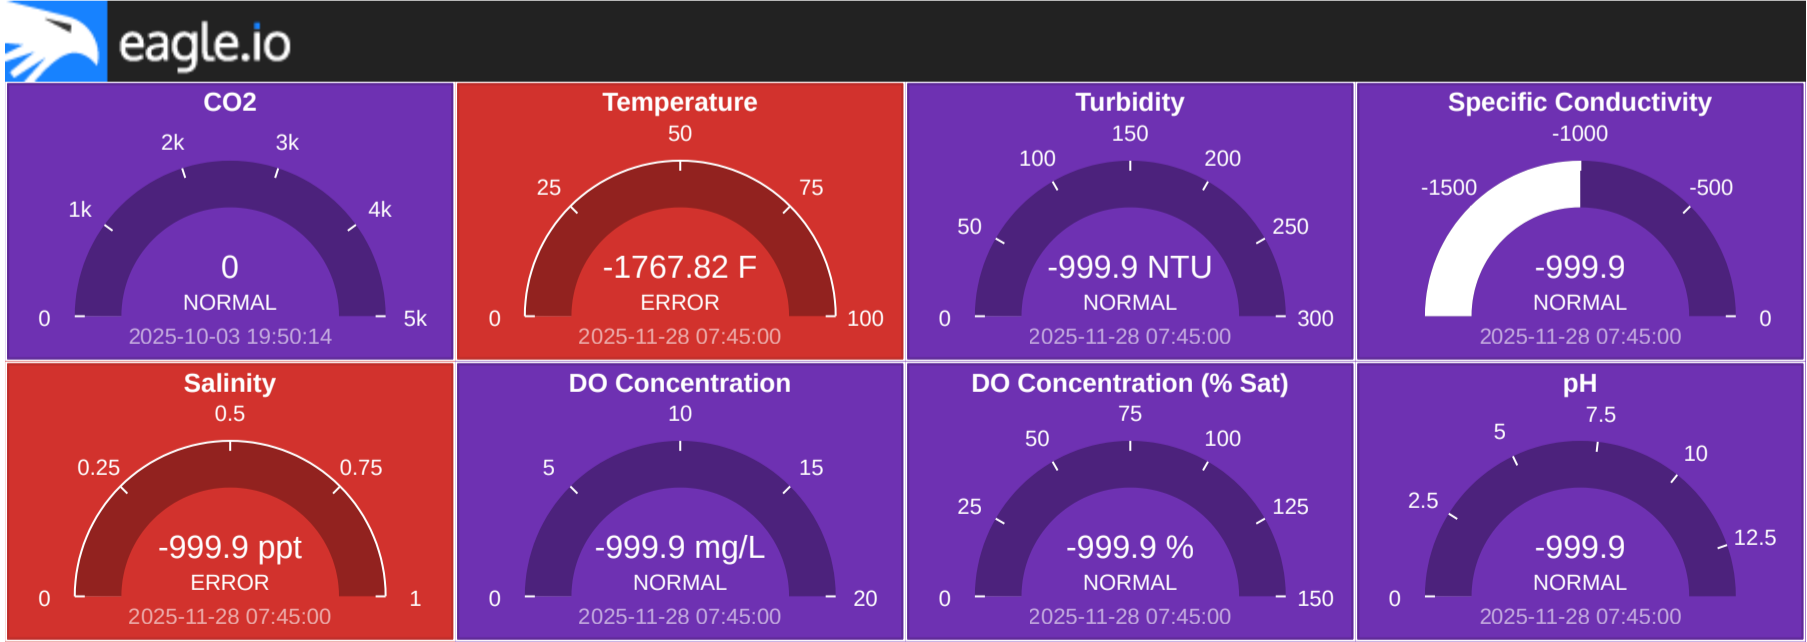 eagle.io
CO2
2k
3k
1k
4k
0
NORMAL
0
5k
2025-10-03 19:50:14
Temperature
50
25
75
-1767.82 F
ERROR
0
100
2025-11-28 07:45:00
Turbidity
150
100
200
50
250
-999.9 NTU
NORMAL
0
300
2025-11-28 07:45:00
Specific Conductivity
-1000
-1500
-500
-999.9
NORMAL
0
2025-11-28 07:45:00
Salinity
0.5
0.25
0.75
-999.9 ppt
ERROR
0
1
2025-11-28 07:45:00
DO Concentration
10
5
15
-999.9 mg/L
NORMAL
0
20
2025-11-28 07:45:00
DO Concentration (% Sat)
75
50
100
25
125
-999.9 %
NORMAL
0
150
2025-11-28 07:45:00
pH
7.5
5
10
2.5
12.5
-999.9
NORMAL
0
2025-11-28 07:45:00